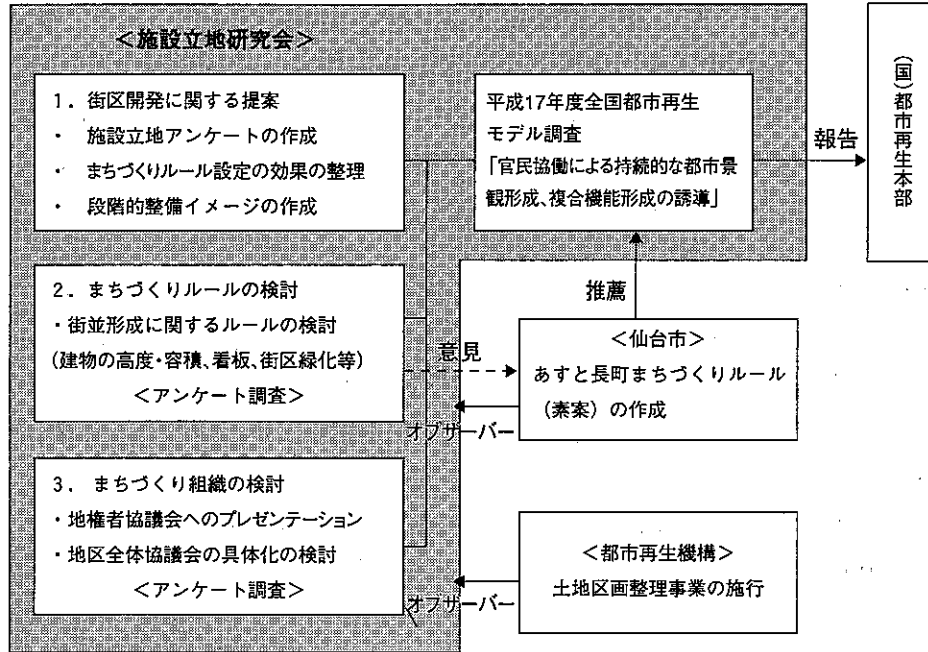 ＜施設立地研究会＞
1．街区開発に関する提案
・ 施設立地アンケートの作成
・ まちづくりルール設定の効果の整理
・ 段階的整備イメージの作成
平成17年度全国都市再生
モデル調査
「官民協働による持続的な都市景
観形成、複合機能形成の誘導」
報告
（国）都市再生本部
2．まちづくりルールの検討
・街並形成に関するルールの検討
(建物の高度・容積、看板、街区緑化等)
＜アンケート調査＞
推薦
意見
＜仙台市＞
あすと長町まちづくりルール
（素案）の作成
オブザーバー
3． まちづくり組織の検討
・地権者協議会へのプレゼンテーション
・地区全体協議会の具体化の検討
＜アンケート調査＞
＜都市再生機構＞
土地区画整理事業の施行
オブザーバー